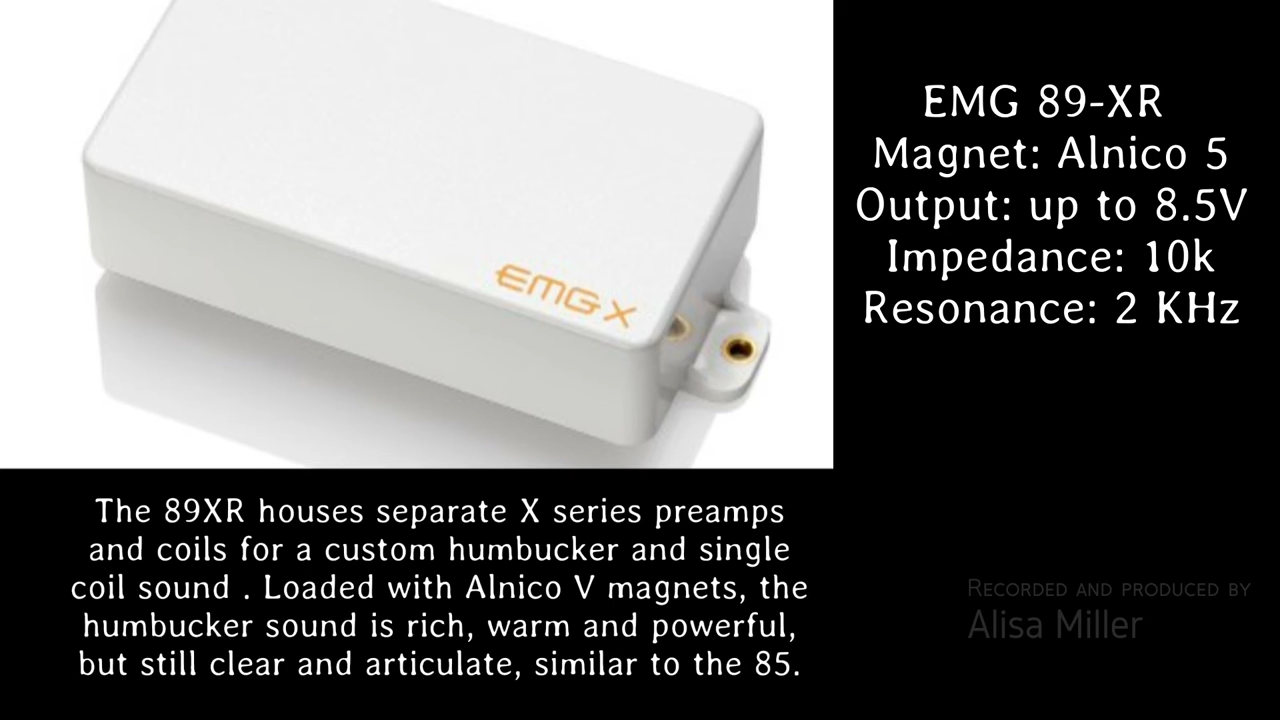 EMG X
EMG 89-XR
Magnet: Alnico 5
Output: up to 8.5V
Impedance: 10k
Resonance: 2 KHz
The 89XR houses separate X series preamps
and coils for a custom humbucker and single
coil sound . Loaded with Alnico V magnets, the
humbucker sound is rich, warm and powerful,
but still clear and articulate, similar to the 85.
Recorded and produced by
Alisa Miller